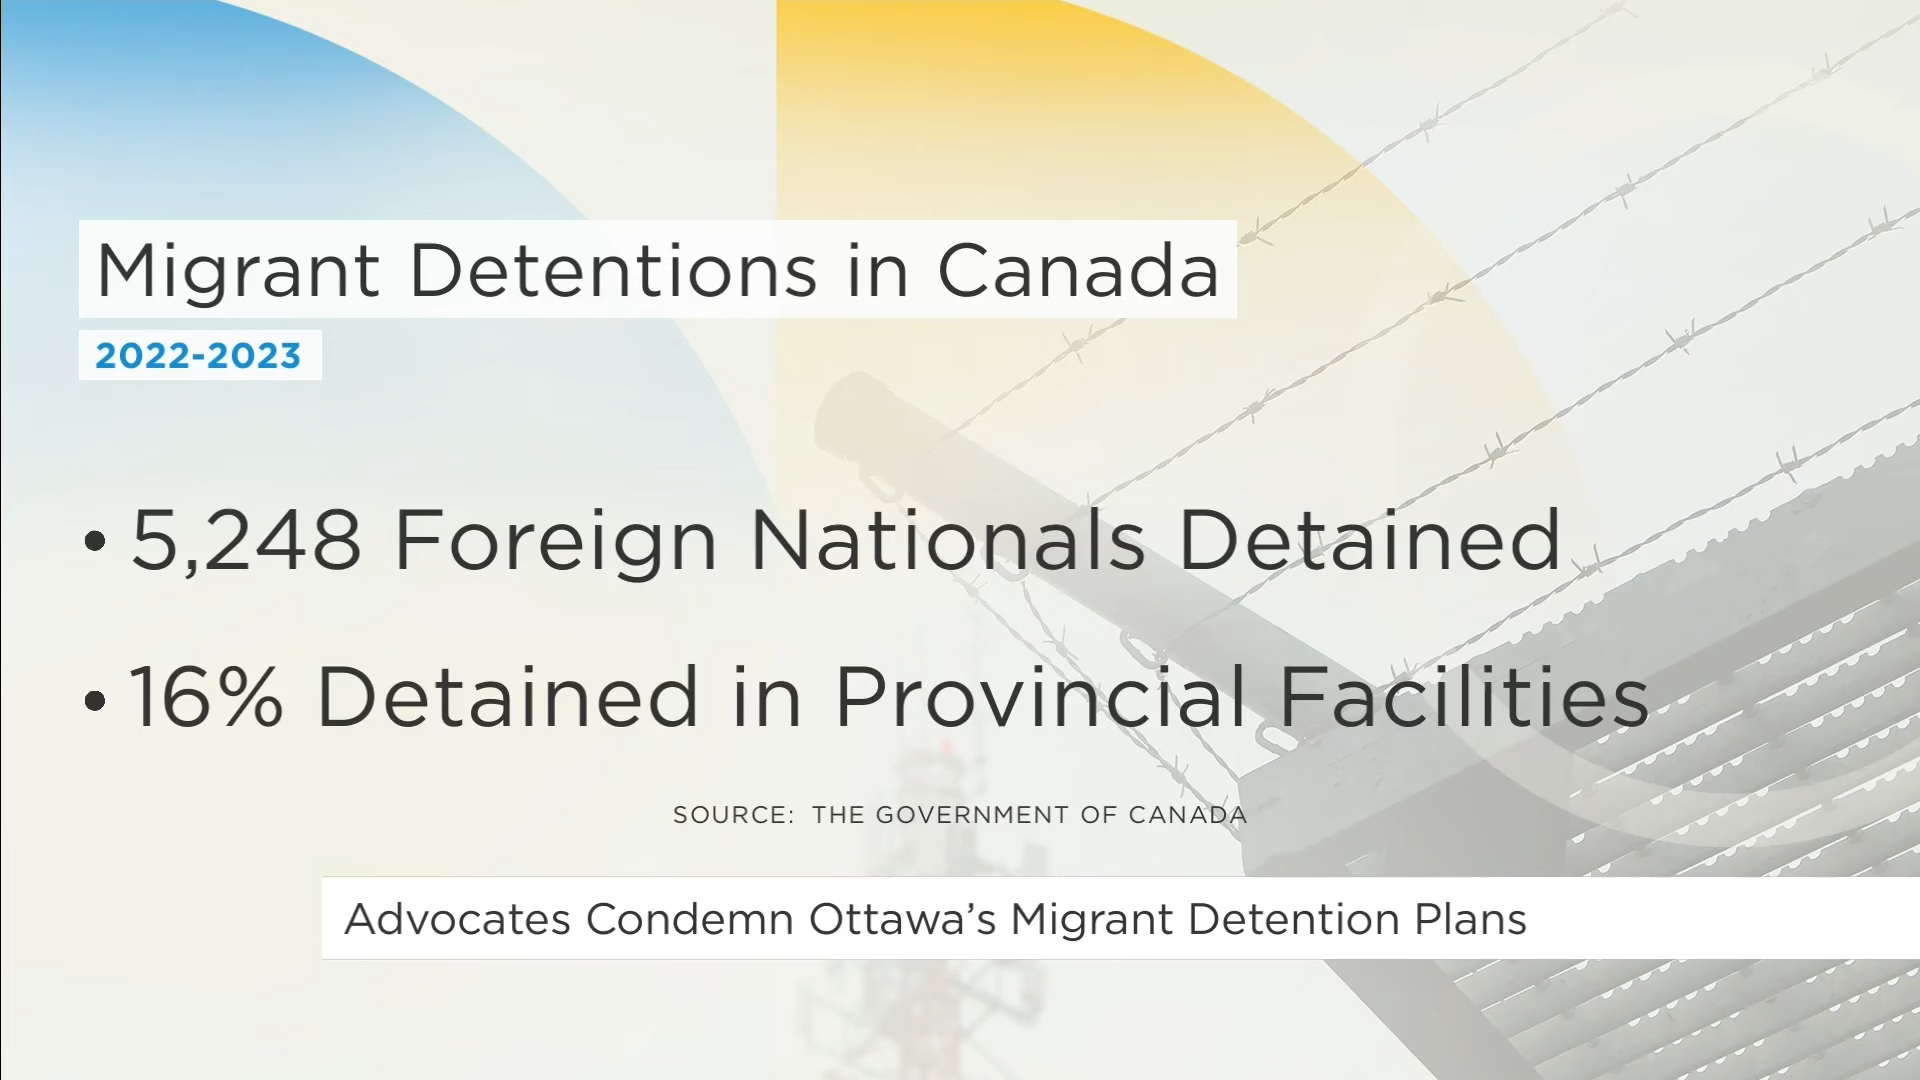 Migrant Detentions in Canada
2022-2023
• 5,248 Foreign Nationals Detained
• 16% Detained in Provincial Facilities
SOURCE: THE GOVERNMENT OF CANADA
Advocates Condemn Ottawa’s Migrant Detention Plans